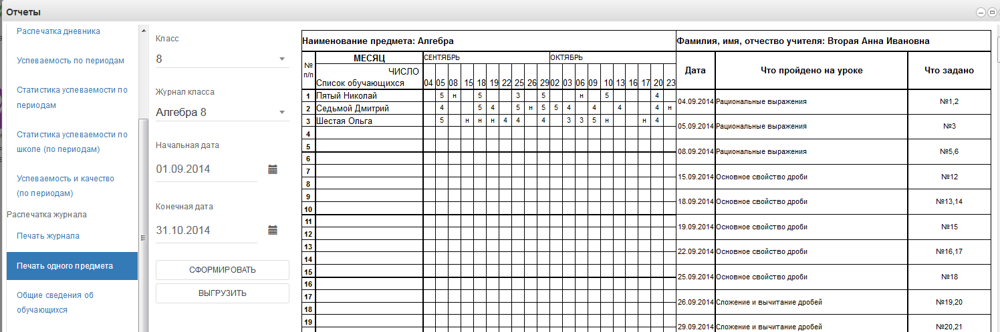 Отчеты
Распечатка дневника
Успеваемость по периодам
Статистика успеваемости по
периодам
Статистика успеваемости по
школе (по периодам)
Успеваемость и качество
(по периодам)
Распечатка журнала
Печать журнала
Печать одного предмета
Общие сведения об
обучающихся
Класс
8
Журнал класса
Алгебра 8
Начальная дата
01.09.2014
Конечная дата
31.10.2014
СФОРМИРОВАТЬ
ВЫГРУЗИТЬ
Наименование предмета: Алгебра
№
п/п
МЕСЯЦ СЕНТЯБРЬ ОКТЯБРЬ
ЧИСЛО
Список обучающихся 04 05 08 15 18 19 22 25 26 29 02 03 06 09 10 13 16 17 20 23
1 Пятый Николай 5 н 5 3 5 н 5 4
2 Седьмой Дмитрий 4 5 4 5 н 5 5 4 4 4 4 н
3 Шестая Ольга 5 н н н 4 4 4 3 3 5 н н 4
4
5
6
7
8
9
10
11
12
13
14
15
16
17
18
19
Фамилия, имя, отчество учителя: Вторая Анна Ивановна
Дата Что пройдено на уроке Что задано
04.09.2014 Рациональные выражения №1,2
05.09.2014 Рациональные выражения №3
08.09.2014 Рациональные выражения №5,6
15.09.2014 Основное свойство дроби №12
18.09.2014 Основное свойство дроби №13,14
19.09.2014 Основное свойство дроби №15
22.09.2014 Основное свойство дроби №16,17
25.09.2014 Основное свойство дроби №18
26.09.2014 Сложение и вычитание дробей №19,20
29.09.2014 Сложение и вычитание дробей №20,21